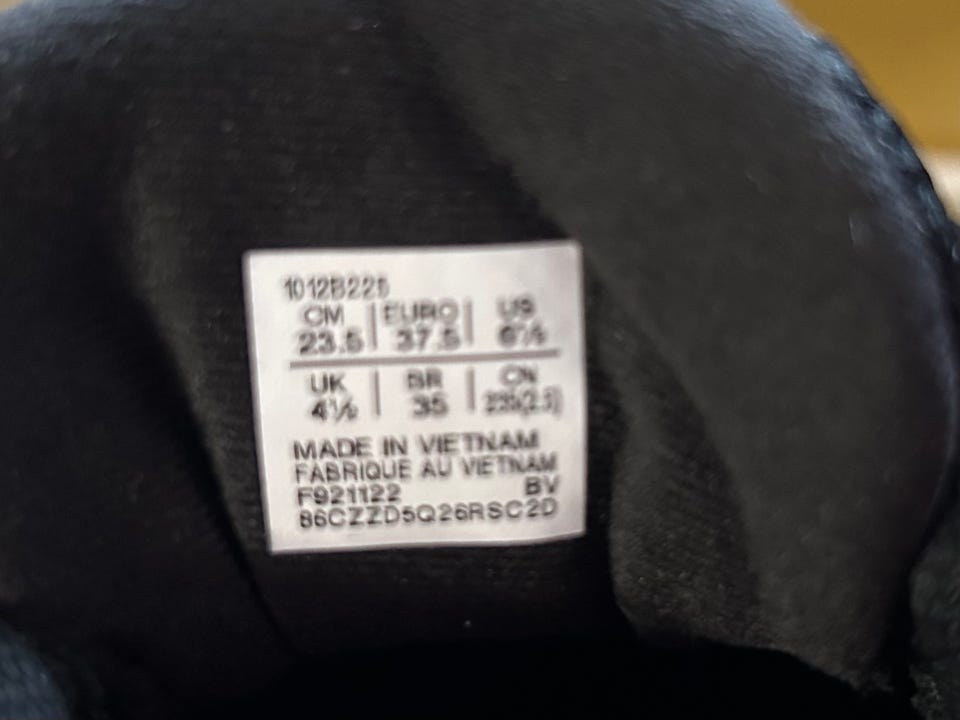 CM | EURO | US
23.5 | 37.5 | 6½
UK | BR | CN
4½ | 35
MADE IN VIETNAM
FABRIQUE AU VIETNAM
F921122 BV
86CZZD5Q26RSC2D